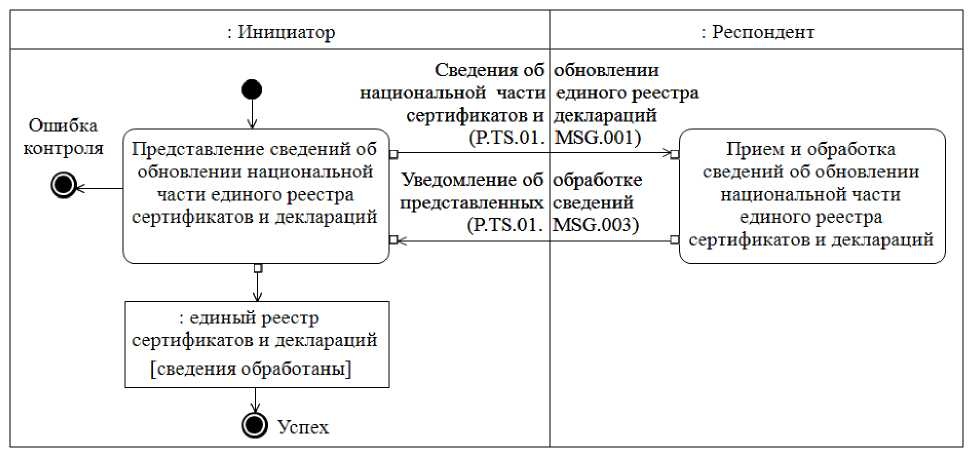 : Инициатор
: Респондент
Ошибка
контроля
Представление сведений об
обновлении национальной
части единого реестра
сертификатов и деклараций
Сведения об обновлении
национальной части единого реестра
сертификатов и деклараций
(P.TS.01. MSG.001)
Уведомление об обработке
представленных сведений
(P.TS.01. MSG.003)
Прием и обработка
сведений об обновлении
национальной части
единого реестра
сертификатов и деклараций
: единый реестр
сертификатов и деклараций
[сведения обработаны]
Успех